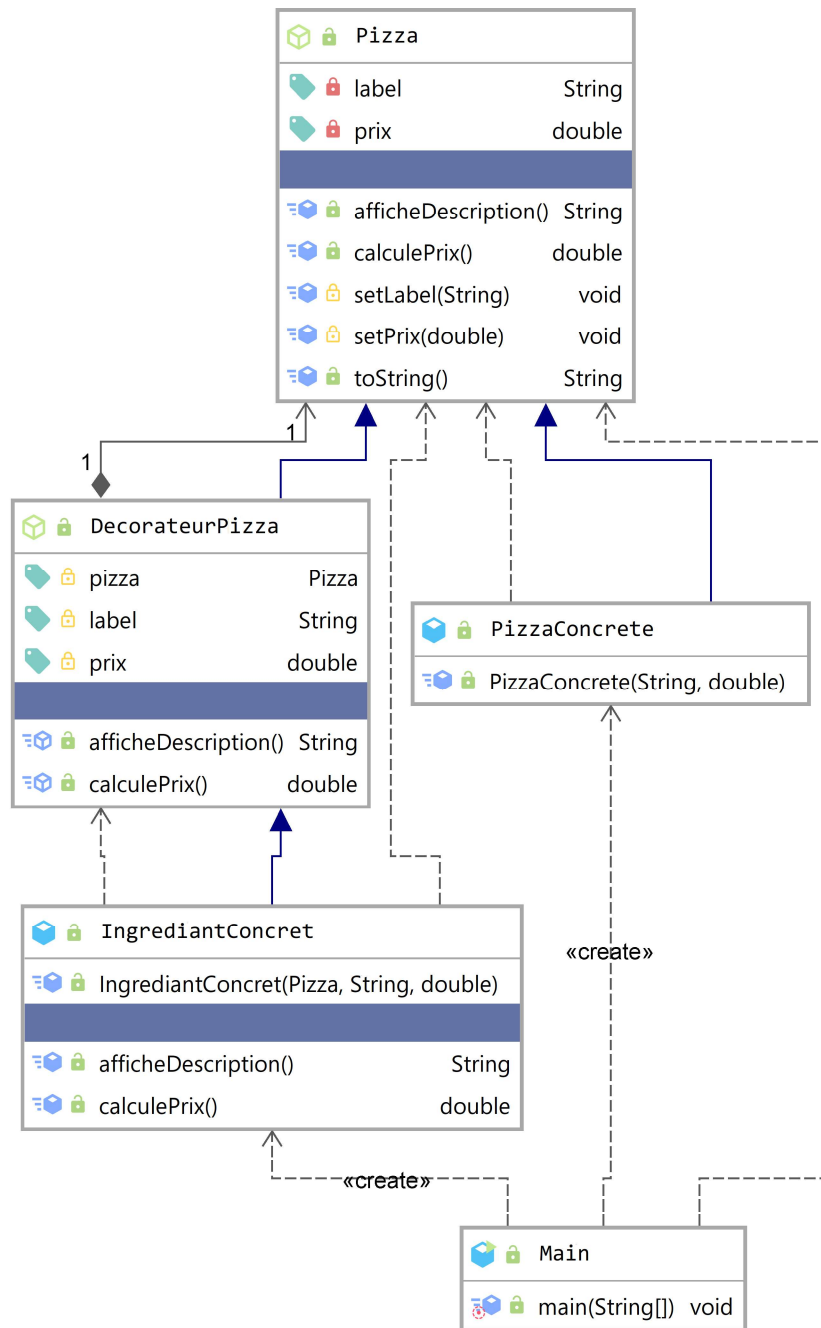 Pizza
label String
prix double
afficheDescription() String
calculePrix() double
setLabel(String) void
setPrix(double) void
toString() String
1
1
DecorateurPizza
pizza Pizza
label String
prix double
afficheDescription() String
calculePrix() double
PizzaConcrete
PizzaConcrete(String, double)
IngrediantConcret
IngrediantConcret(Pizza, String, double)
afficheDescription() String
calculePrix() double
«create»
«create»
Main
main(String[]) void